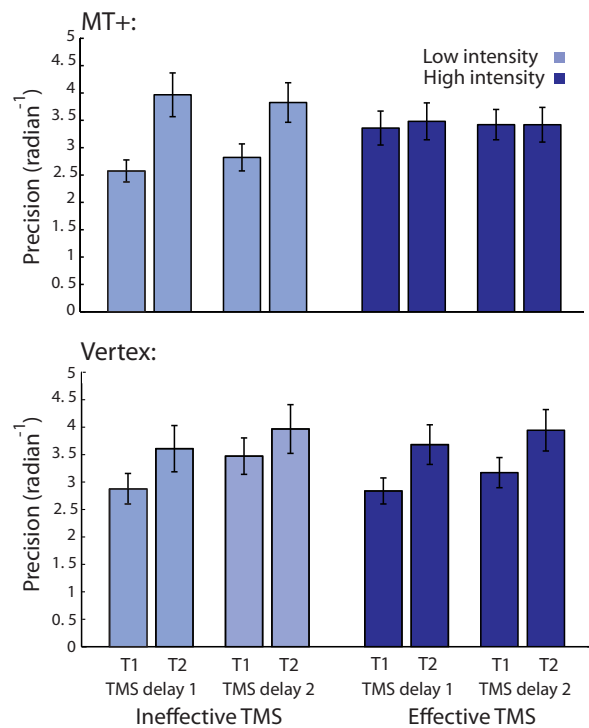 MT+:
Low intensity
High intensity
Precision (radian-1)
5
4.5
4
3.5
3
2.5
2
1.5
1
0.5
0
Vertex:
Precision (radian-1)
5
4.5
4
3.5
3
2.5
2
1.5
1
0.5
0
T1 T2 T1 T2 T1 T2 T1 T2
TMS delay 1 TMS delay 2 TMS delay 1 TMS delay 2
Ineffective TMS Effective TMS